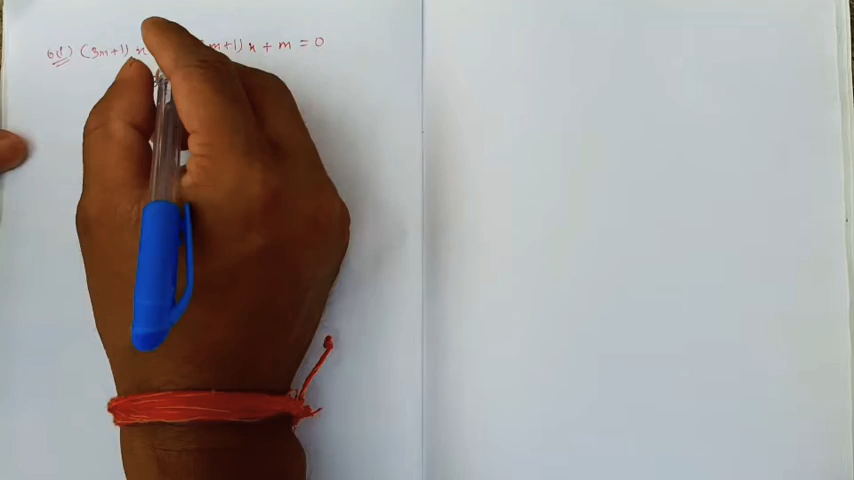 6(i) (3m+1) x m+1) x + m = 0